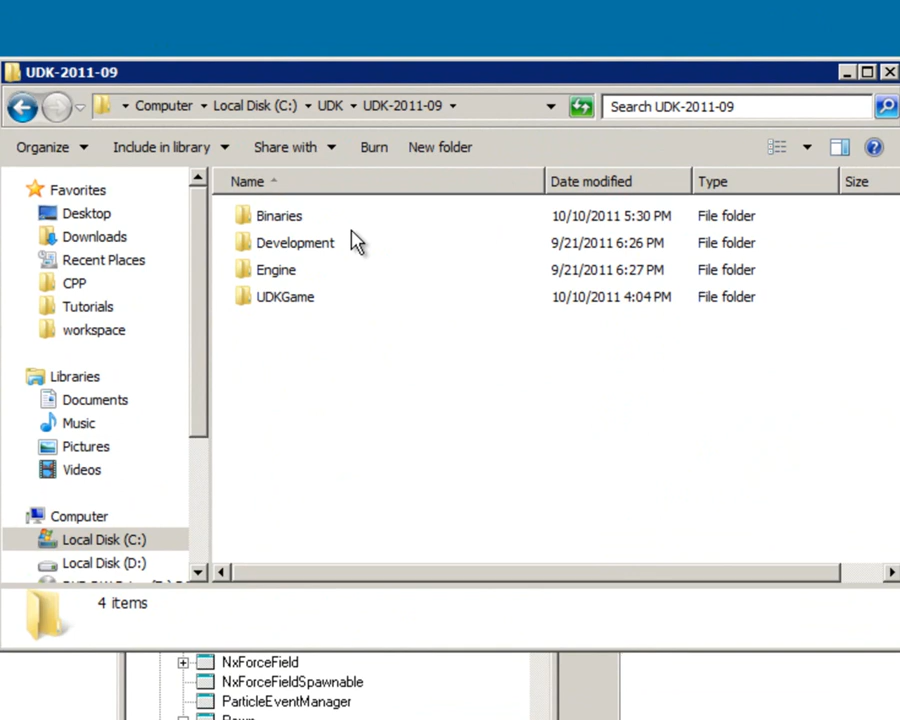 UDK-2011-09
Computer Local Disk (C:) UDK UDK-2011-09
Search UDK-2011-09
Organize Include in library Share with Burn New folder
Favorites
Desktop
Downloads
Recent Places
CPP
Tutorials
workspace
Libraries
Documents
Music
Pictures
Videos
Computer
Local Disk (C:)
Local Disk (D:)
Name Date modified Type Size
Binaries 10/10/2011 5:30 PM File folder
Development 9/21/2011 6:26 PM File folder
Engine 9/21/2011 6:27 PM File folder
UDKGame 10/10/2011 4:04 PM File folder
4 items
NxForceField
NxForceFieldSpawnable
ParticleEventManager